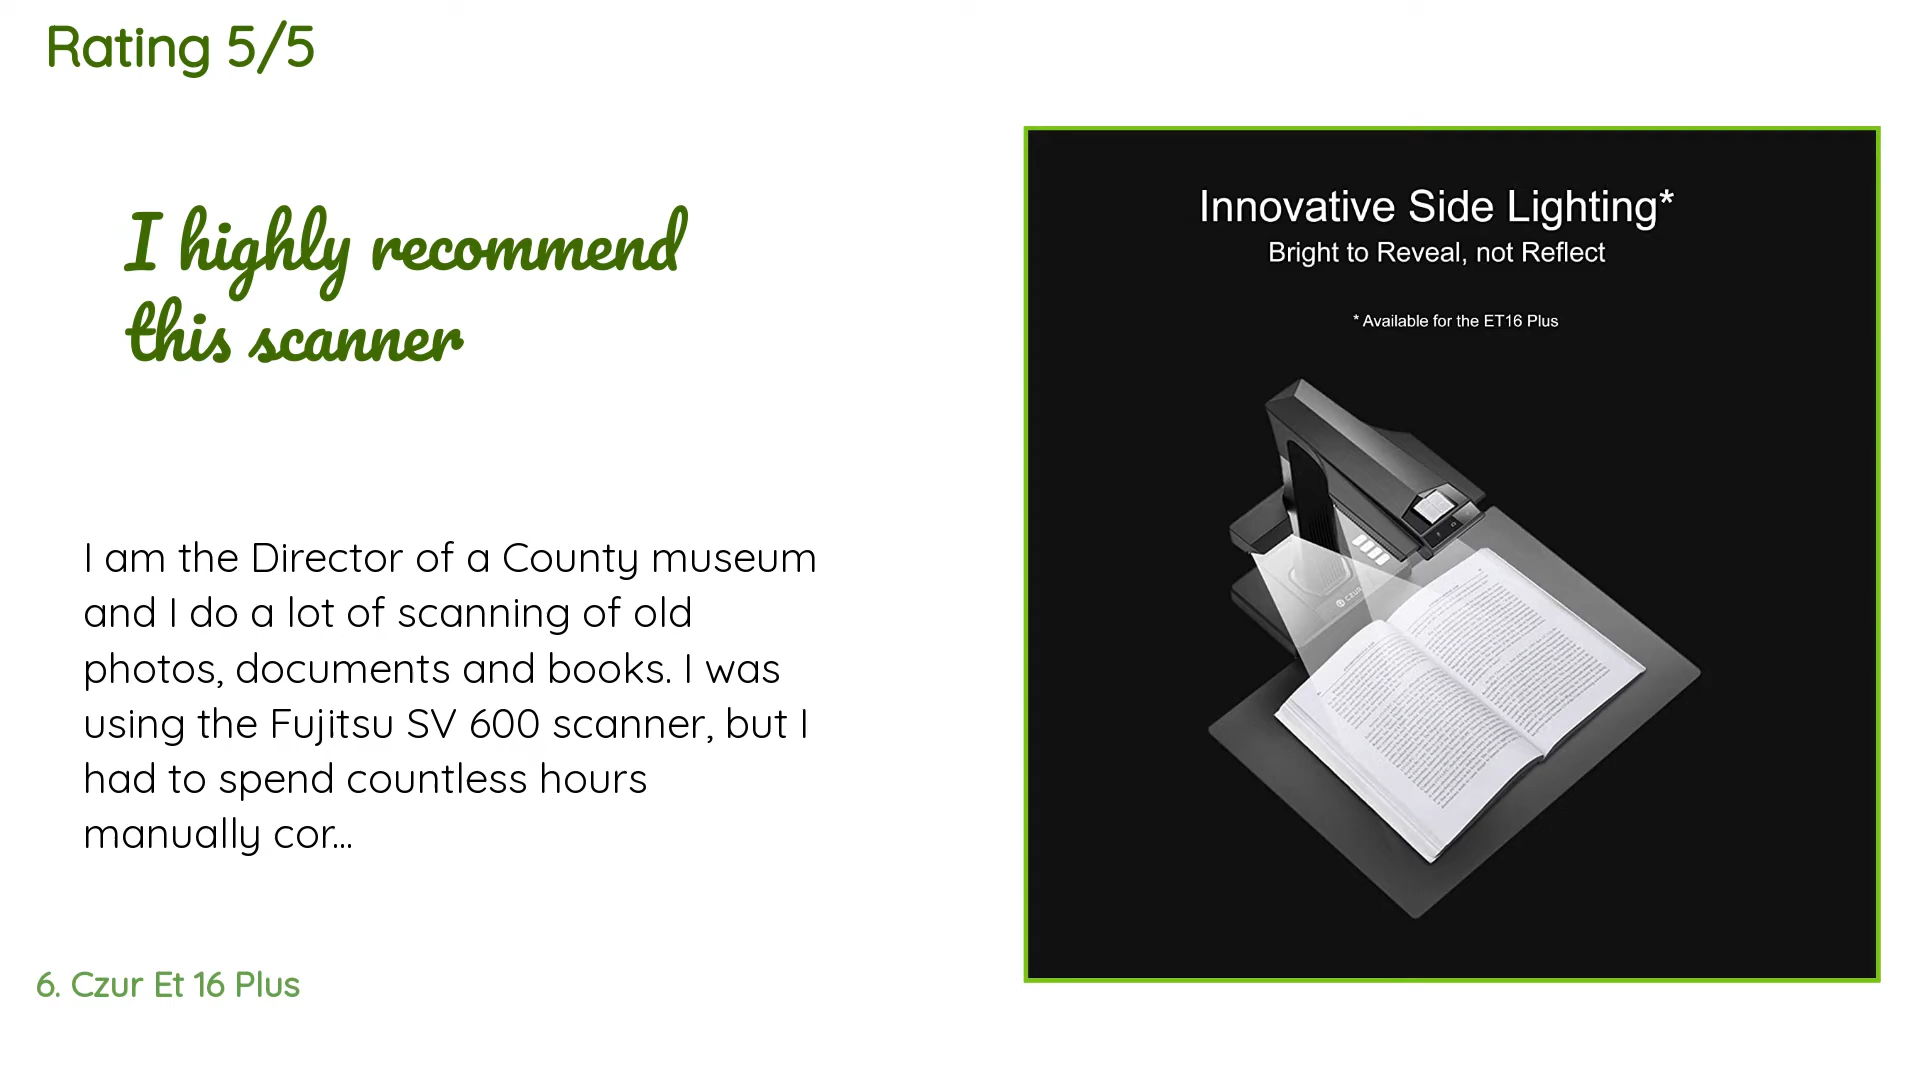 Rating 5/5
I highly recommend
this scanner
I am the Director of a County museum
and I do a lot of scanning of old
photos, documents and books. I was
using the Fujitsu SV 600 scanner, but I
had to spend countless hours
manually cor...
6. Czur Et 16 Plus
Innovative Side Lighting*
Bright to Reveal, not Reflect
* Available for the ET16 Plus
CZUR